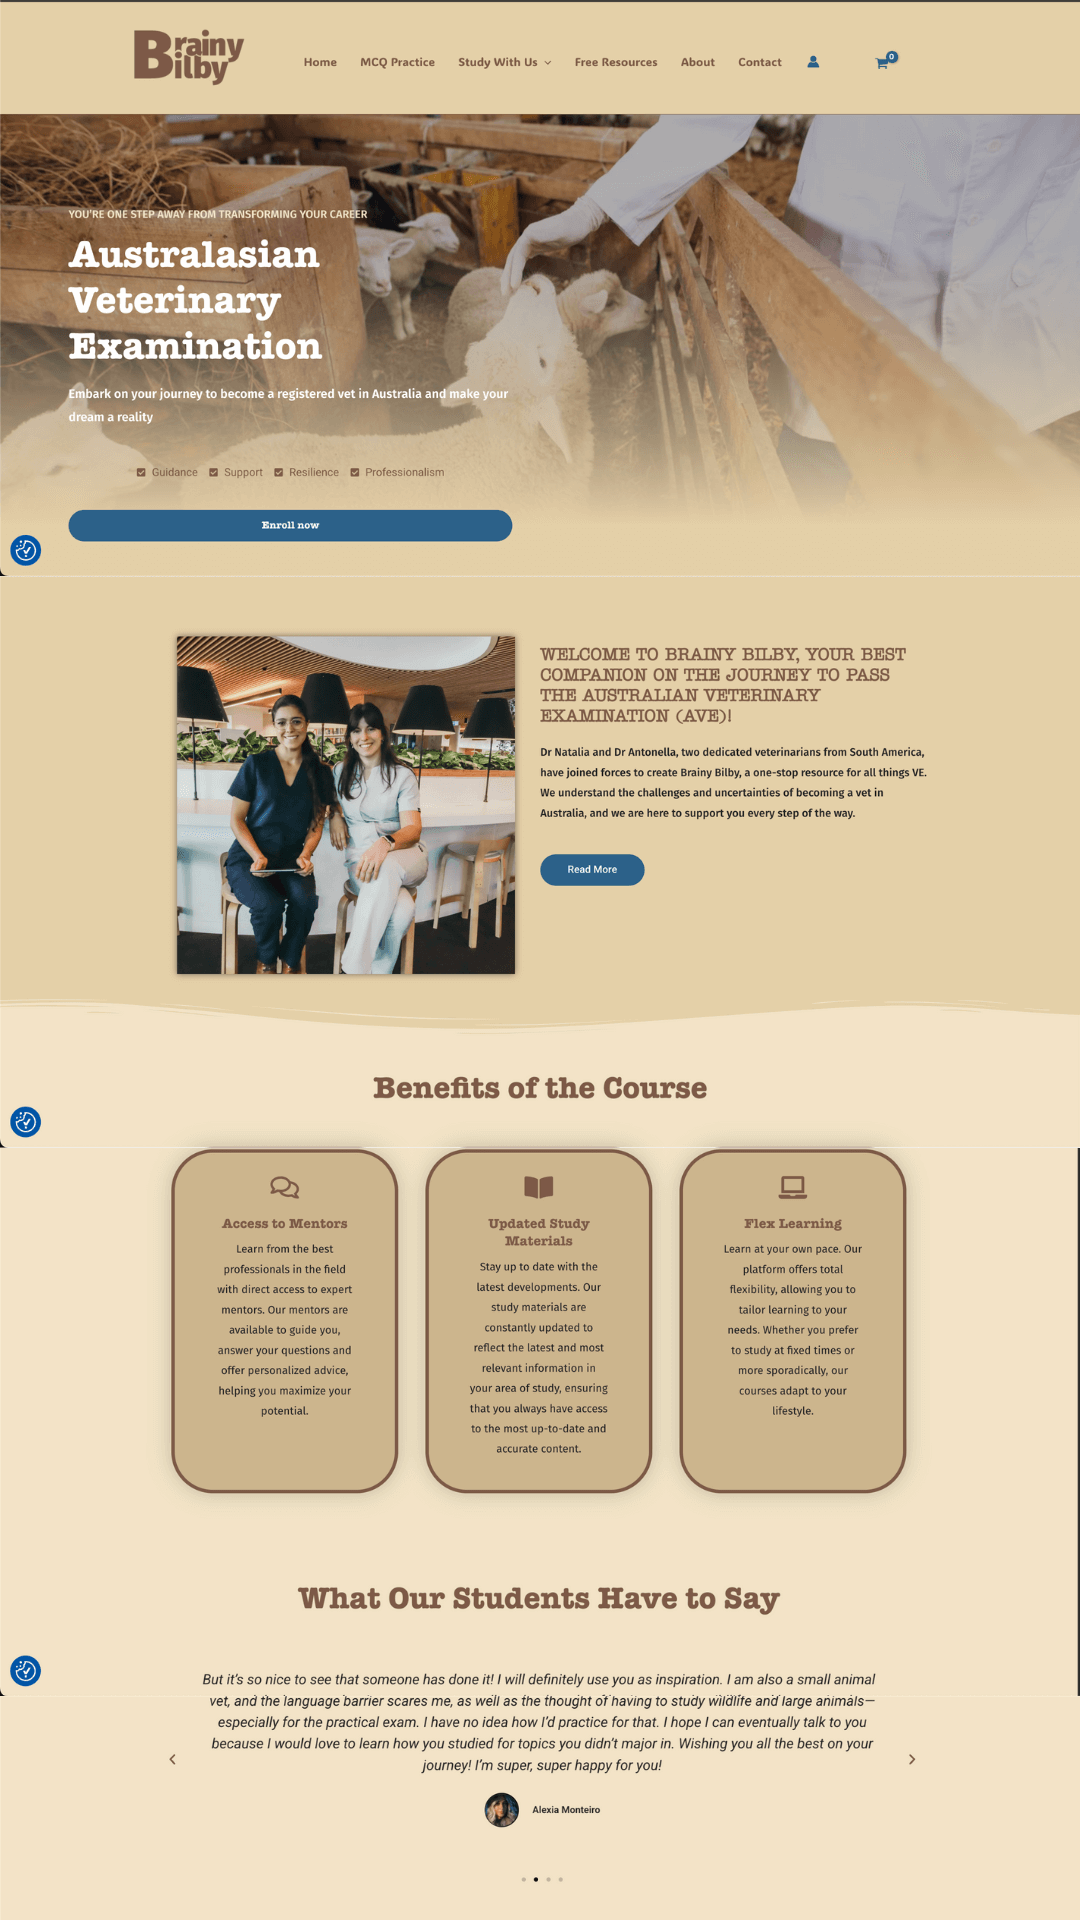 Brainy
Bilby
Home MCQ Practice Study With Us Free Resources About Contact 0
YOU'RE ONE STEP AWAY FROM TRANSFORMING YOUR CAREER
Australasian
Veterinary
Examination
Embark on your journey to become a registered vet in Australia and make your
dream a reality
Guidance Support Resilience Professionalism
Enroll now
WELCOME TO BRAINY BILBY, YOUR BEST
COMPANION ON THE JOURNEY TO PASS
THE AUSTRALIAN VETERINARY
EXAMINATION (AVE)!
Dr Natalia and Dr Antonella, two dedicated veterinarians from South America,
have joined forces to create Brainy Bilby, a one-stop resource for all things VE.
We understand the challenges and uncertainties of becoming a vet in
Australia, and we are here to support you every step of the way.
Read More
Benefits of the Course
Access to Mentors
Learn from the best
professionals in the field
with direct access to expert
mentors. Our mentors are
available to guide you,
answer your questions and
offer personalized advice,
helping you maximize your
potential.
Updated Study
Materials
Stay up to date with the
latest developments. Our
study materials are
constantly updated to
reflect the latest and most
relevant information in
your area of study, ensuring
that you always have access
to the most up-to-date and
accurate content.
Flex Learning
Learn at your own pace. Our
platform offers total
flexibility, allowing you to
tailor learning to your
needs. Whether you prefer
to study at fixed times or
more sporadically, our
courses adapt to your
lifestyle.
What Our Students Have to Say
But it's so nice to see that someone has done it! I will definitely use you as inspiration. I am also a small animal
vet, and the language barrier scares me, as well as the thought of having to study wildlife and large animals—
especially for the practical exam. I have no idea how I'd practice for that. I hope I can eventually talk to you
because I would love to learn how you studied for topics you didn't major in. Wishing you all the best on your
journey! I'm super, super happy for you!
Alexia Monteiro